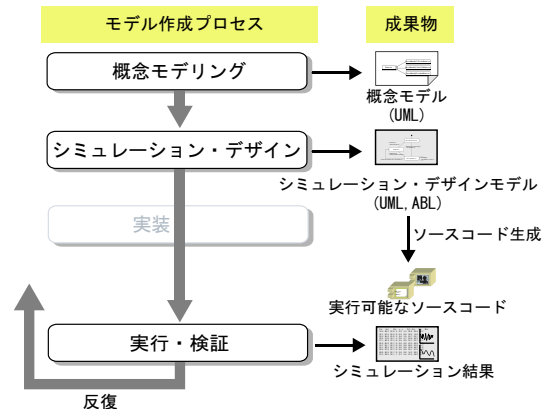 モデル作成プロセス
成果物
概念モデリング
概念モデル
(UML)
シミュレーション・デザイン
シミュレーション・デザインモデル
(UML, ABL)
実装
ソースコード生成
実行可能なソースコード
実行・検証
シミュレーション結果
反復